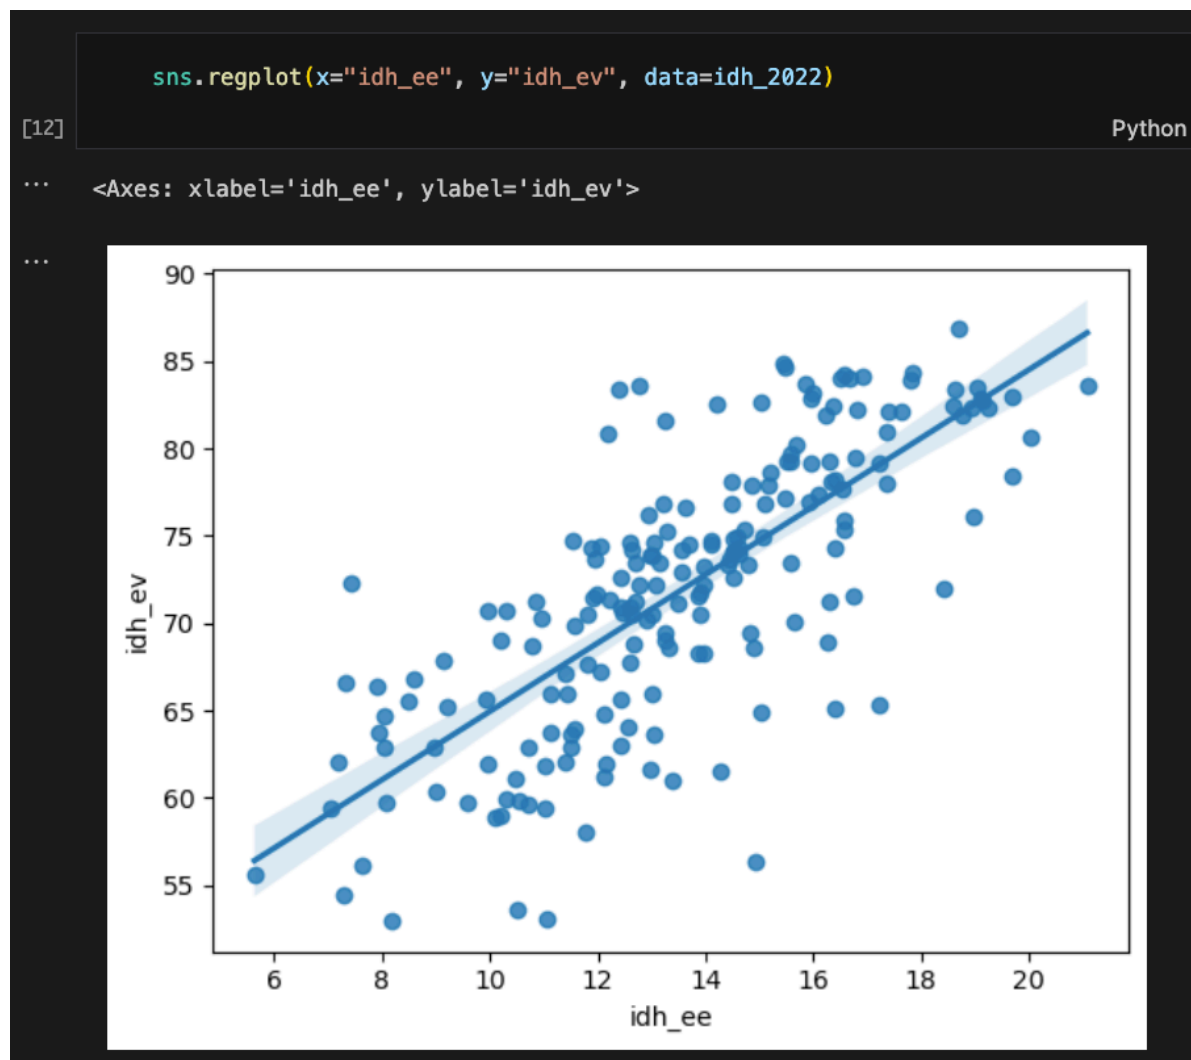 sns.regplot(x="idh_ee", y="idh_ev", data=idh_2022)
[12]
Python
...
<Axes: xlabel='idh_ee', ylabel='idh_ev'>
...
90
85
80
75
70
65
60
55
idh_ev
6 8 10 12 14 16 18 20
idh_ee